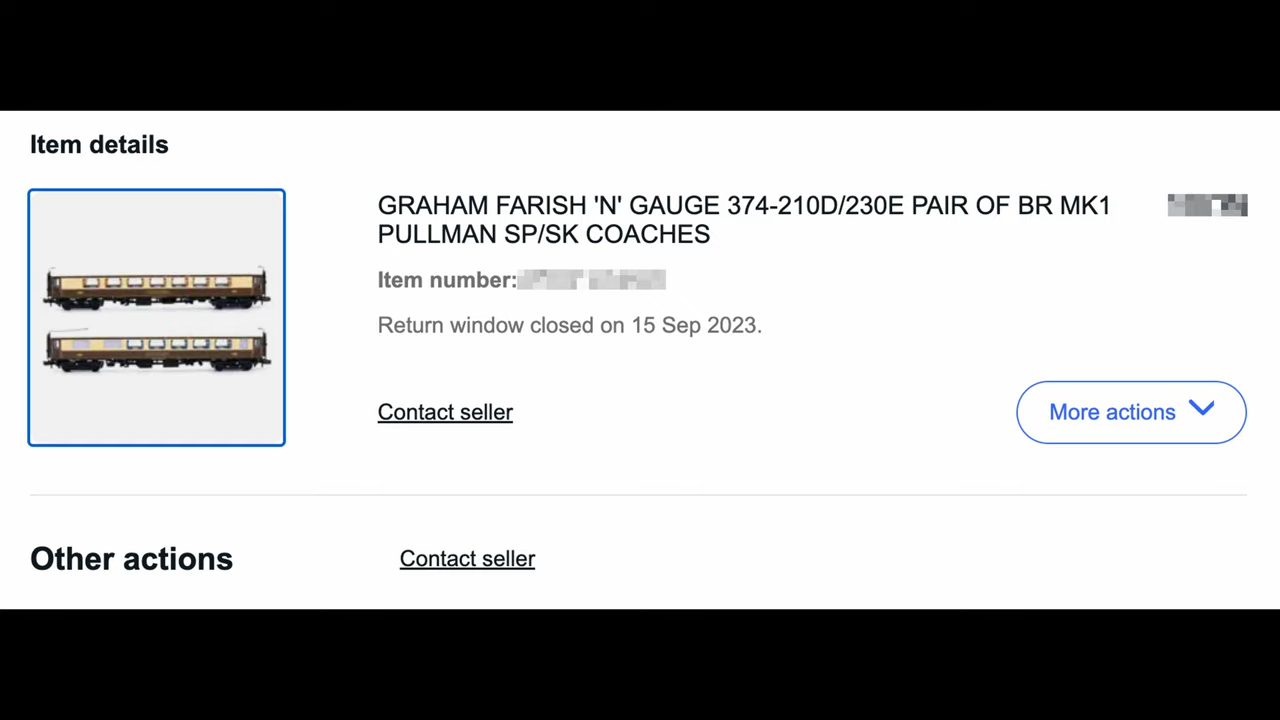 Item details
GRAHAM FARISH 'N' GAUGE 374-210D/230E PAIR OF BR MK1
PULLMAN SP/SK COACHES
Item number:
Return window closed on 15 Sep 2023.
Contact seller
More actions
Other actions
Contact seller